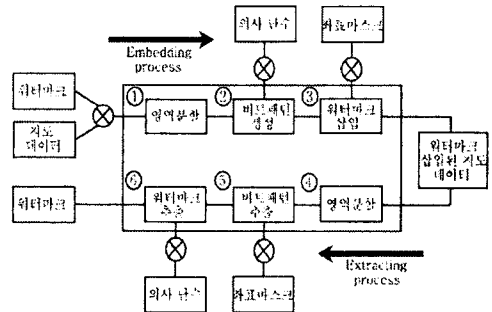 의사 난수
좌표마스크
Embedding
process
워터마크
지도
데이터
①
영역분할
②
비트패턴
생성
③
워터마크
삽입
워터마크
삽입된 지도
데이터
워터마크
⑥
워터마크
추출
⑤
비트패턴
추출
④
영역분할
의사 난수
좌표마스크
Extracting
process